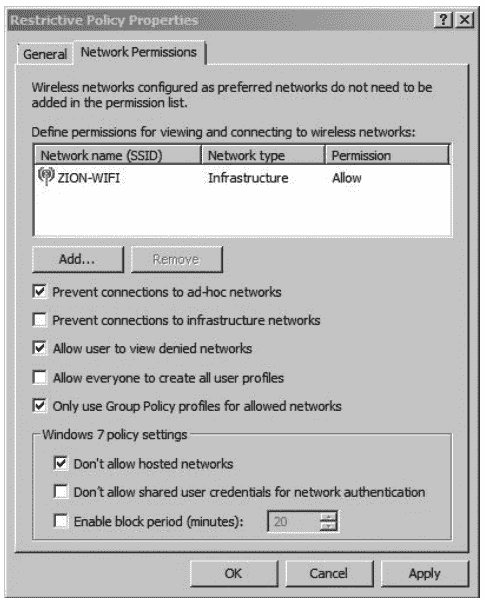 Restrictive Policy Properties
General
Network Permissions
Wireless networks configured as preferred networks do not need to be
added in the permission list.
Define permissions for viewing and connecting to wireless networks:
Network name (SSID) Network type Permission
ZION-WIFI Infrastructure Allow
Add... Remove
Prevent connections to ad-hoc networks
Prevent connections to infrastructure networks
Allow user to view denied networks
Allow everyone to create all user profiles
Only use Group Policy profiles for allowed networks
Windows 7 policy settings
Don't allow hosted networks
Don't allow shared user credentials for network authentication
Enable block period (minutes): 20
OK Cancel Apply